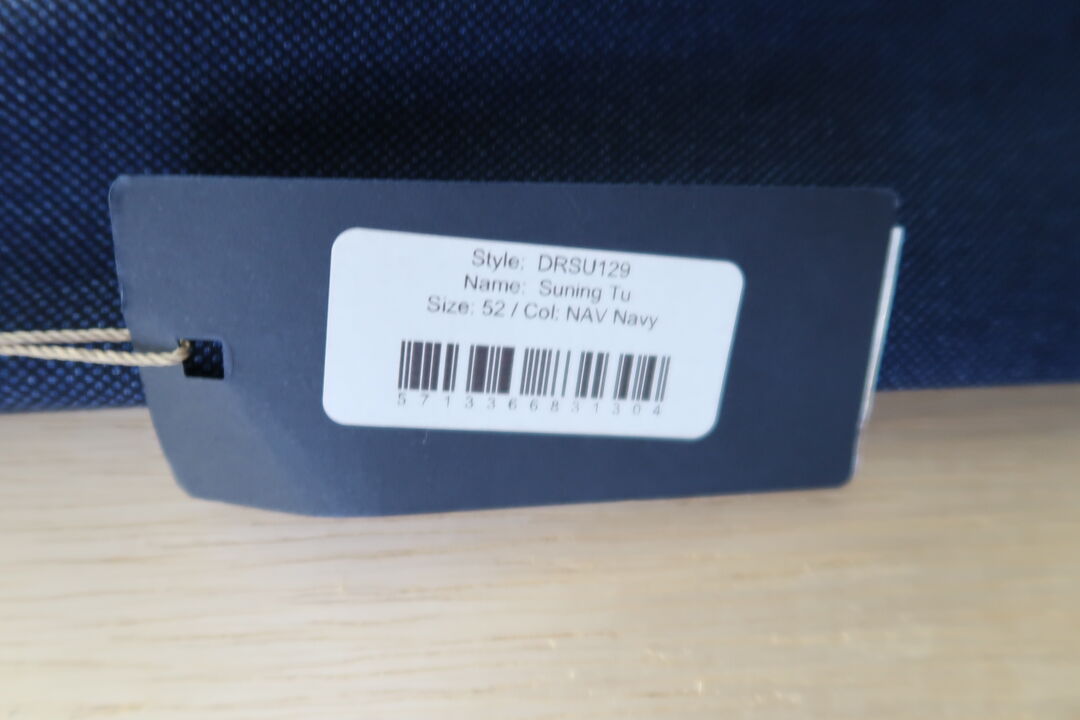 Style: DRSU129
Name: Suning Tu
Size: 52 / Col: NAV Navy
5713366831304